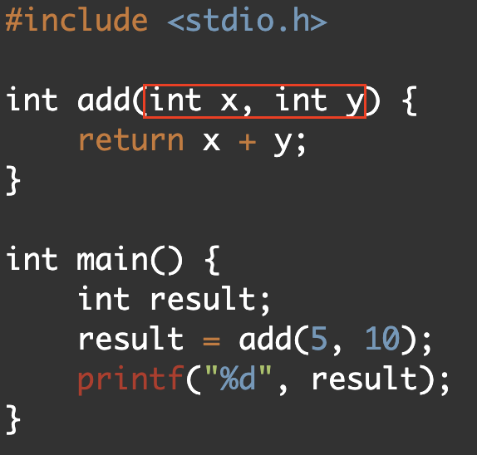 #include <stdio.h>
int add(int x, int y) {
    return x + y;
}
int main() {
    int result;
    result = add(5, 10);
    printf("%d", result);
}